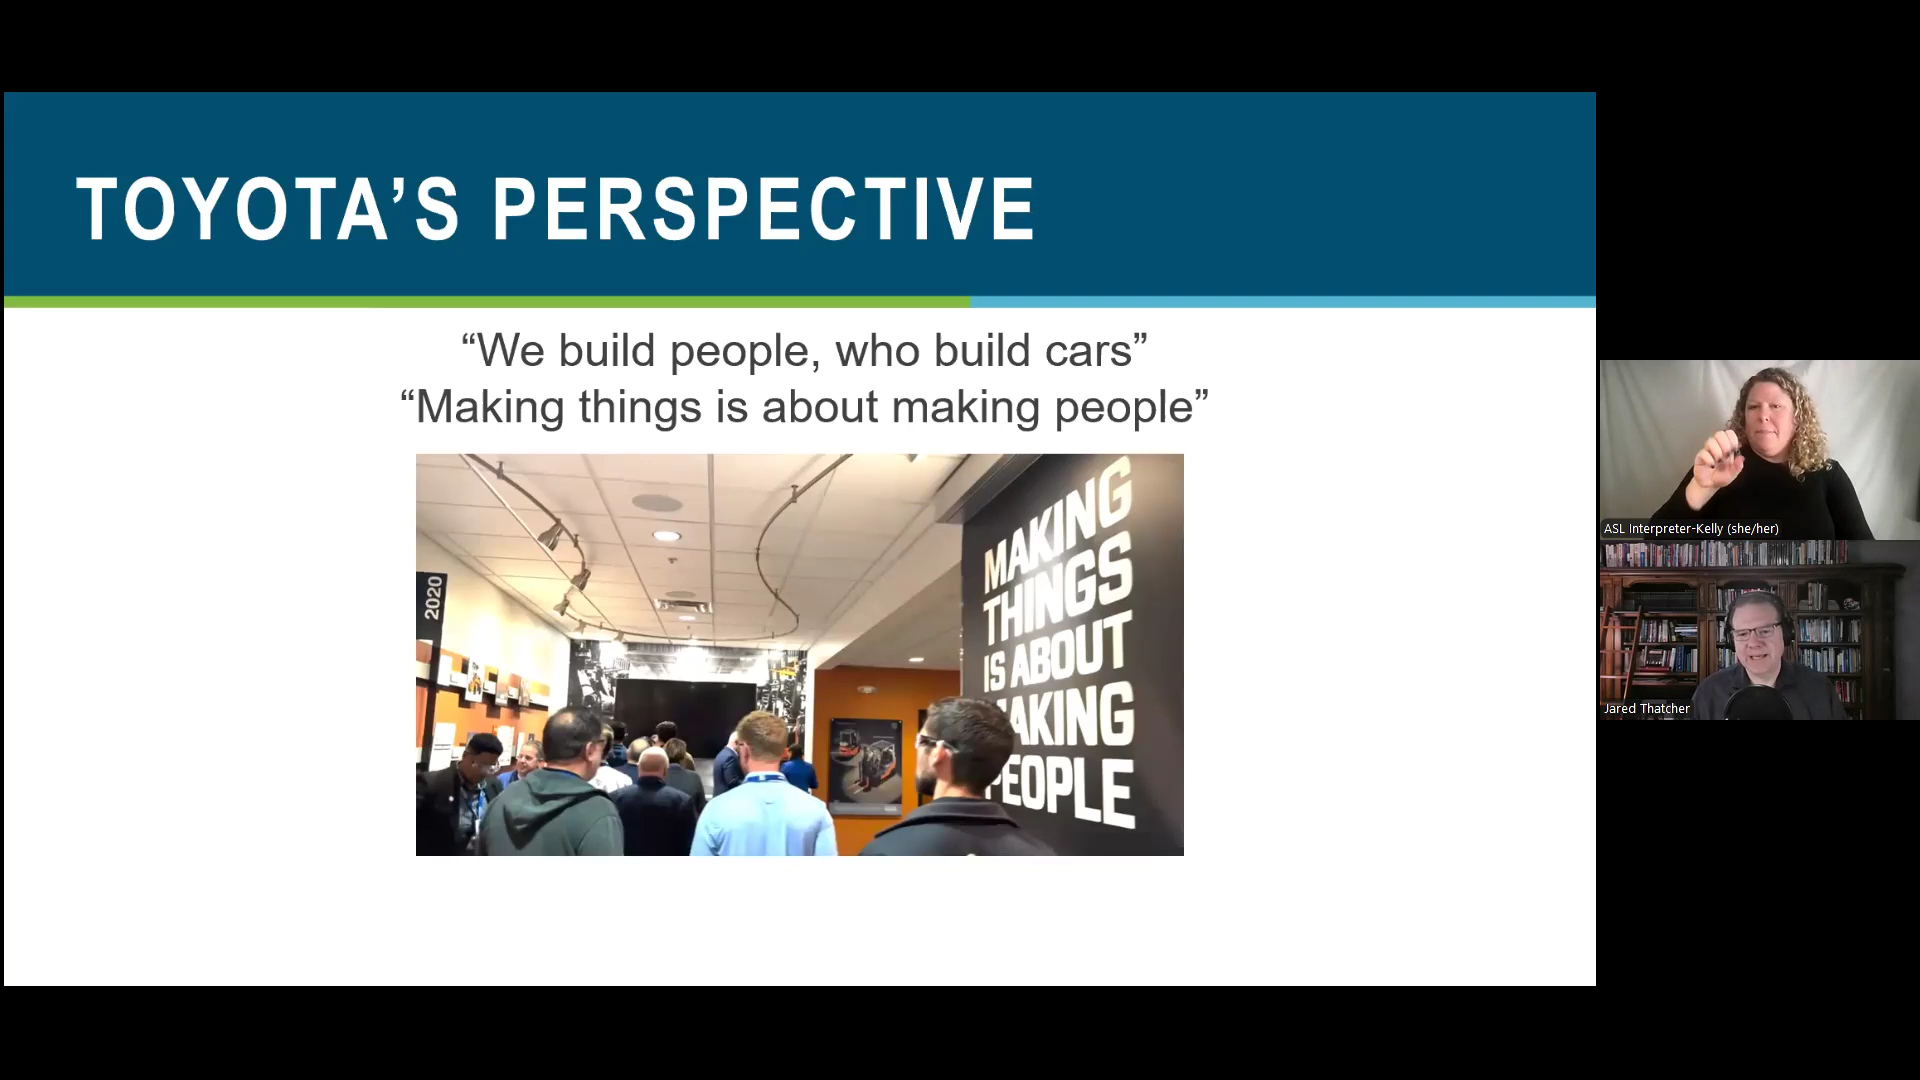 TOYOTA’S PERSPECTIVE
“We build people, who build cars”
“Making things is about making people”
2020
MAKING
THINGS
IS ABOUT
MAKING
PEOPLE
ASL Interpreter-Kelly (she/her)
Jared Thatcher